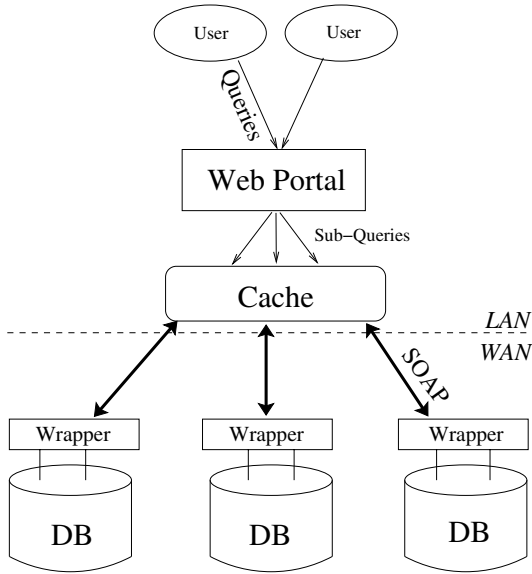 User
User
Queries
Web Portal
Sub-Queries
Cache
LAN
WAN
SOAP
Wrapper
Wrapper
Wrapper
DB
DB
DB